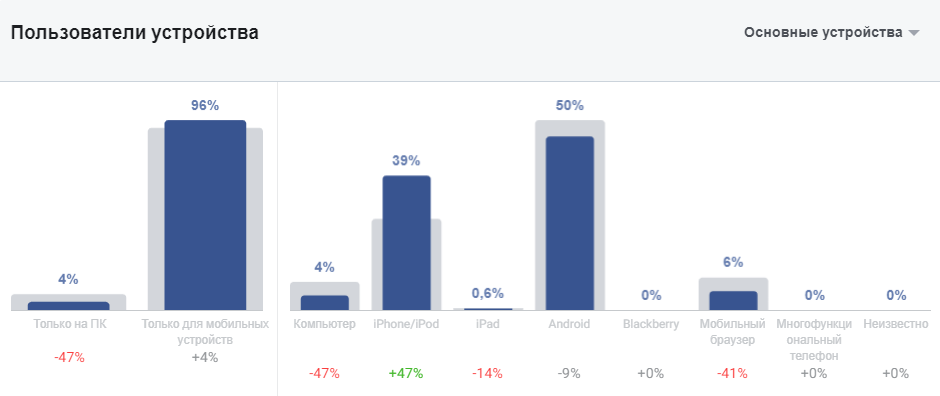 Пользователи устройства
Основные устройства
96%
4%
Только на ПК
Только для мобильных
устройств
-47%
+4%
50%
39%
4%
0,6%
0%
6%
0%
0%
Компьютер
iPhone/iPod
iPad
Android
Blackberry
Мобильный
браузер
Многофункци
ональный
телефон
Неизвестно
-47%
+47%
-14%
-9%
+0%
-41%
+0%
+0%